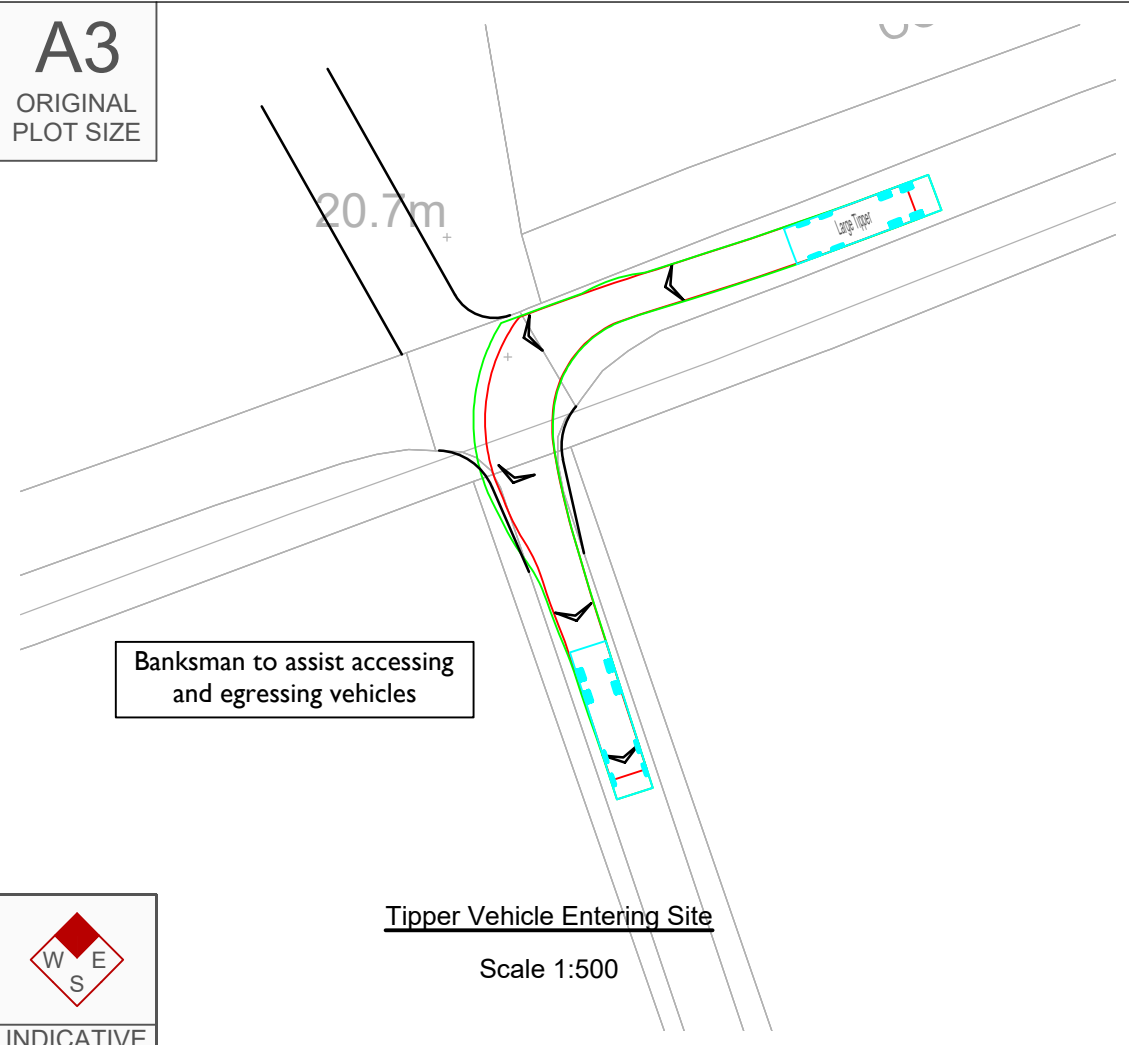 A3
ORIGINAL
PLOT SIZE
20.7m
Large Tipper
Banksman to assist accessing
and egressing vehicles
Tipper Vehicle Entering Site
Scale 1:500
W E
S
INDICATIVE